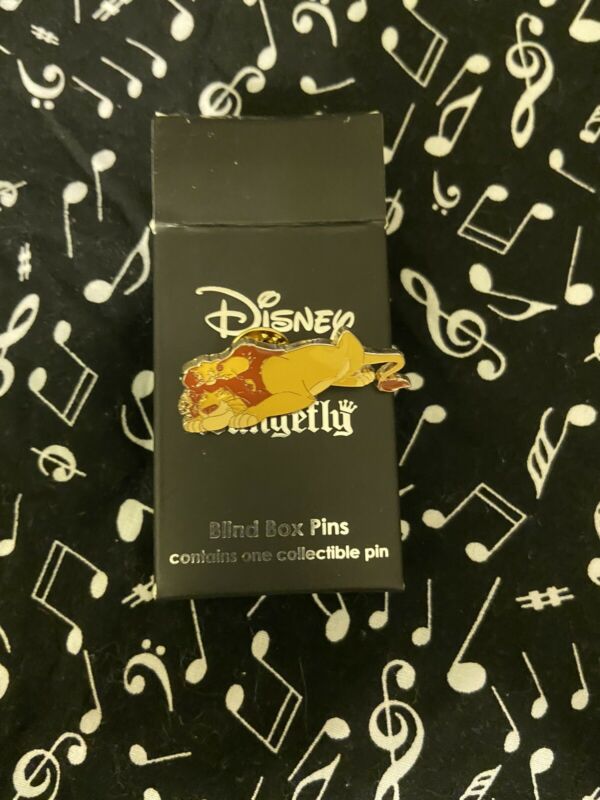 Disney
Blind Box Pins
contains one collectible pin